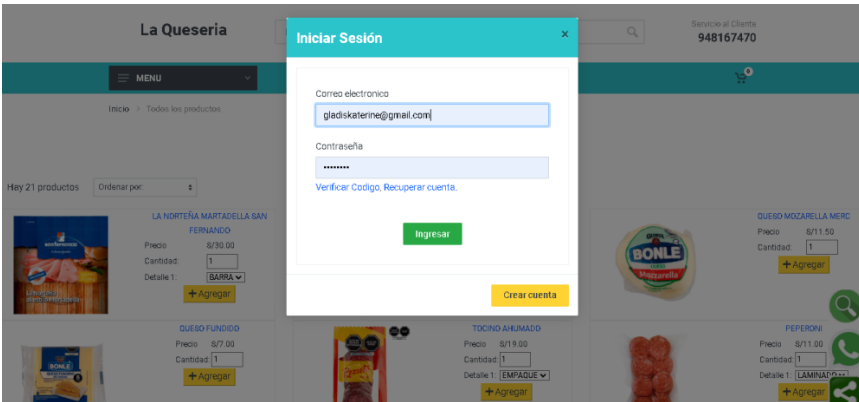 La Queseria
Servicio al Cliente
948167470
MENU
0
Inicio > Todos los productos
Iniciar Sesión
×
Correo electronico
gladiskaterine@gmail.com
Contraseña
••••••••
Verificar Codigo, Recuperar cuenta.
Ingresar
Crear cuenta
Hay 21 productos
Ordenar por:
LA NORTEÑA MARTADELLA SAN
FERNANDO
Precio S/30.00
Cantidad: 1
Detalle 1: BARRA
+Agregar
BONLÉ
Mozzarella
QUESO MOZARELLA MERC
Precio S/11.50
Cantidad: 1
+Agregar
BONLÉ
QUESO FUNDIDO
Precio S/7.00
Cantidad: 1
+Agregar
TOCINO AHUMADO
Precio S/19.00
Cantidad: 1
Detalle 1: EMPAQUE
+Agregar
PEPERONI
Precio S/11.00
Cantidad: 1
Detalle 1: LAMINADO
+Agregar